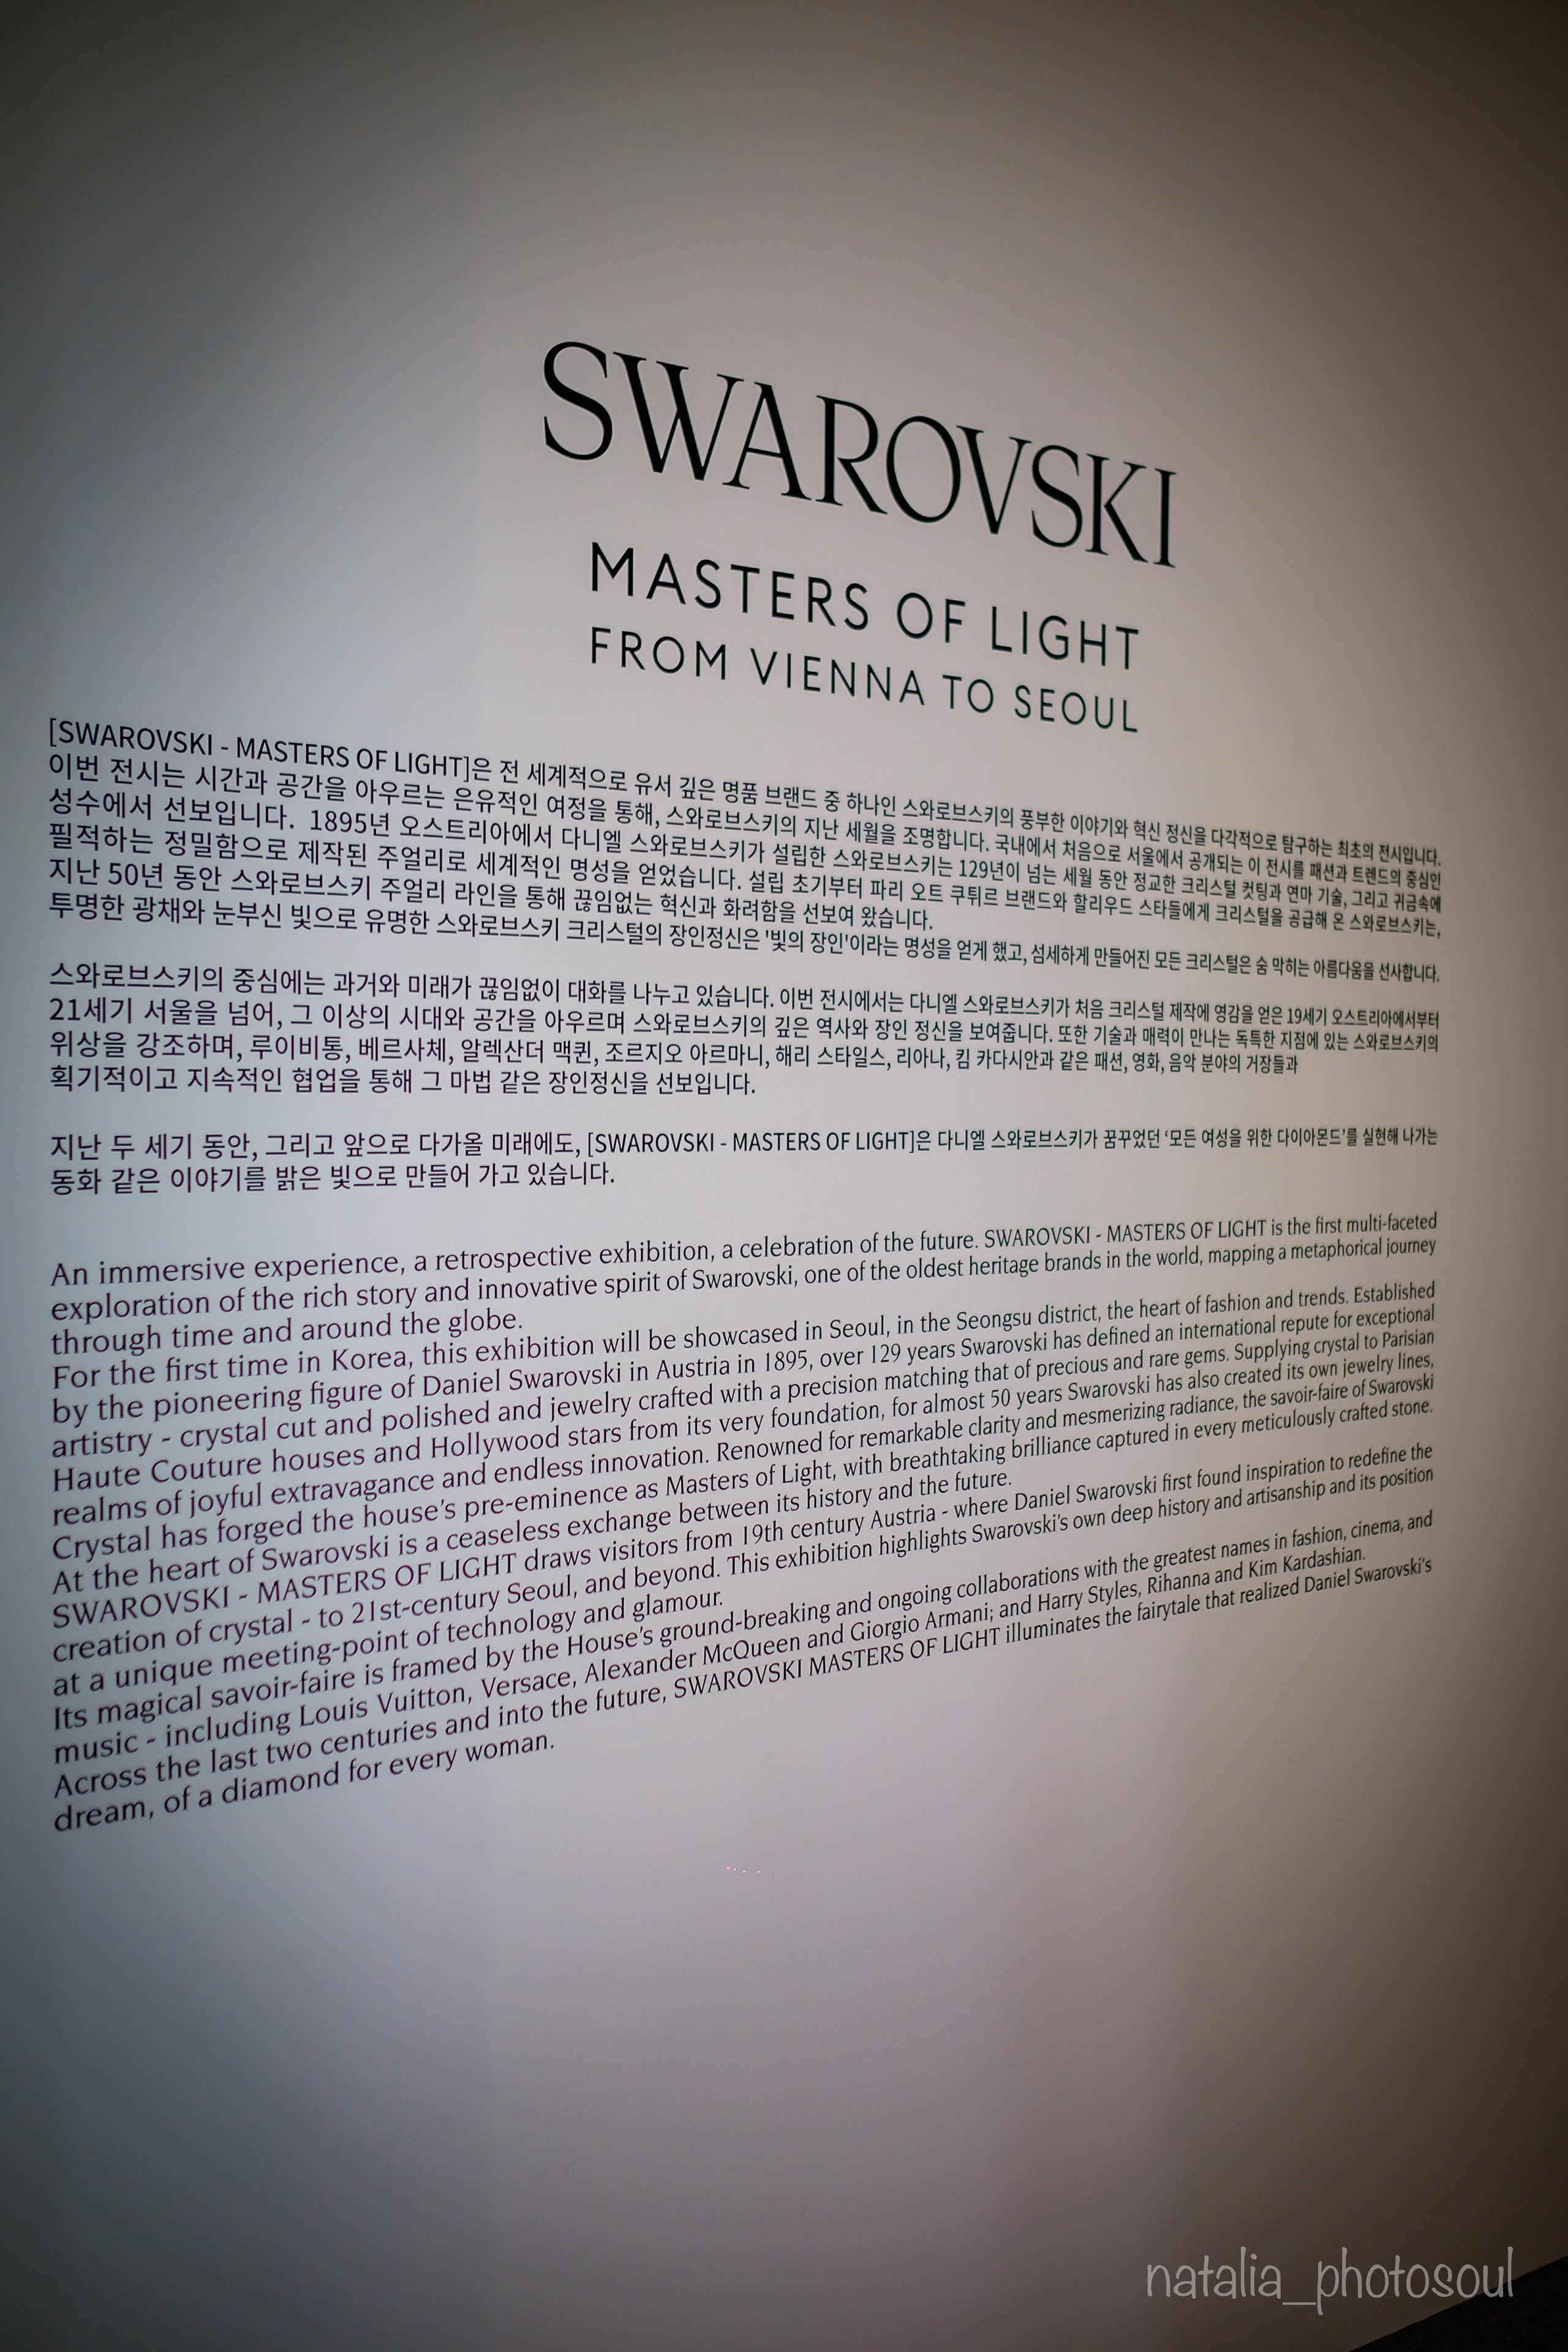 SWAROVSKI
MASTERS OF LIGHT
FROM VIENNA TO SEOUL
[SWAROVSKI - MASTERS OF LIGHT]은 전 세계적으로 유서 깊은 명품 브랜드 중 하나인 스와로브스키의 풍부한 이야기와 혁신 정신을 다각적으로 탐구하는 최초의 전시입니다.
이번 전시는 시간과 공간을 아우르는 은유적인 여정을 통해, 스와로브스키의 지난 세월을 조명합니다. 국내에서 처음으로 서울에서 공개되는 이 전시를 패션과 트렌드의 중심인
성수에서 선보입니다. 1895년 오스트리아에서 다니엘 스와로브스키가 설립한 스와로브스키는 129년이 넘는 세월 동안 정교한 크리스털 컷팅과 연마 기술, 그리고 귀금속에
필적하는 정밀함으로 제작된 주얼리로 세계적인 명성을 얻었습니다. 설립 초기부터 파리 오트 쿠튀르 브랜드와 할리우드 스타들에게 크리스털을 공급해 온 스와로브스키는,
지난 50년 동안 스와로브스키 주얼리 라인을 통해 끊임없는 혁신과 화려함을 선보여 왔습니다.
투명한 광채와 눈부신 빛으로 유명한 스와로브스키 크리스털의 장인정신은 '빛의 장인'이라는 명성을 얻게 했고, 섬세하게 만들어진 모든 크리스털은 숨 막히는 아름다움을 선사합니다.
스와로브스키의 중심에는 과거와 미래가 끊임없이 대화를 나누고 있습니다. 이번 전시에서는 다니엘 스와로브스키가 처음 크리스털 제작에 영감을 얻은 19세기 오스트리아에서부터
21세기 서울을 넘어, 그 이상의 시대와 공간을 아우르며 스와로브스키의 깊은 역사와 장인 정신을 보여줍니다. 또한 기술과 매력이 만나는 독특한 지점에 있는 스와로브스키의
위상을 강조하며, 루이비통, 베르사체, 알렉산더 맥퀸, 조르지오 아르마니, 해리 스타일스, 리아나, 킴 카다시안과 같은 패션, 영화, 음악 분야의 거장들과
획기적이고 지속적인 협업을 통해 그 마법 같은 장인정신을 선보입니다.
지난 두 세기 동안, 그리고 앞으로 다가올 미래에도, [SWAROVSKI - MASTERS OF LIGHT]은 다니엘 스와로브스키가 꿈꾸었던 '모든 여성을 위한 다이아몬드'를 실현해 나가는
동화 같은 이야기를 밝은 빛으로 만들어 가고 있습니다.
An immersive experience, a retrospective exhibition, a celebration of the future. SWAROVSKI - MASTERS OF LIGHT is the first multi-faceted
exploration of the rich story and innovative spirit of Swarovski, one of the oldest heritage brands in the world, mapping a metaphorical journey
through time and around the globe.
For the first time in Korea, this exhibition will be showcased in Seoul, in the Seongsu district, the heart of fashion and trends. Established
by the pioneering figure of Daniel Swarovski in Austria in 1895, over 129 years Swarovski has defined an international repute for exceptional
artistry - crystal cut and polished and jewelry crafted with a precision matching that of precious and rare gems. Supplying crystal to Parisian
Haute Couture houses and Hollywood stars from its very foundation, for almost 50 years Swarovski has also created its own jewelry lines,
realms of joyful extravagance and endless innovation. Renowned for remarkable clarity and mesmerizing radiance, the savoir-faire of Swarovski
Crystal has forged the house's pre-eminence as Masters of Light, with breathtaking brilliance captured in every meticulously crafted stone.
At the heart of Swarovski is a ceaseless exchange between its history and the future.
SWAROVSKI - MASTERS OF LIGHT draws visitors from 19th century Austria - where Daniel Swarovski first found inspiration to redefine the
creation of crystal - to 21st-century Seoul, and beyond. This exhibition highlights Swarovski's own deep history and artisanship and its position
at a unique meeting-point of technology and glamour.
Its magical savoir-faire is framed by the House's ground-breaking and ongoing collaborations with the greatest names in fashion, cinema, and
music - including Louis Vuitton, Versace, Alexander McQueen and Giorgio Armani; and Harry Styles, Rihanna and Kim Kardashian.
Across the last two centuries and into the future, SWAROVSKI MASTERS OF LIGHT illuminates the fairytale that realized Daniel Swarovski's
dream, of a diamond for every woman.
natalia_photosoul